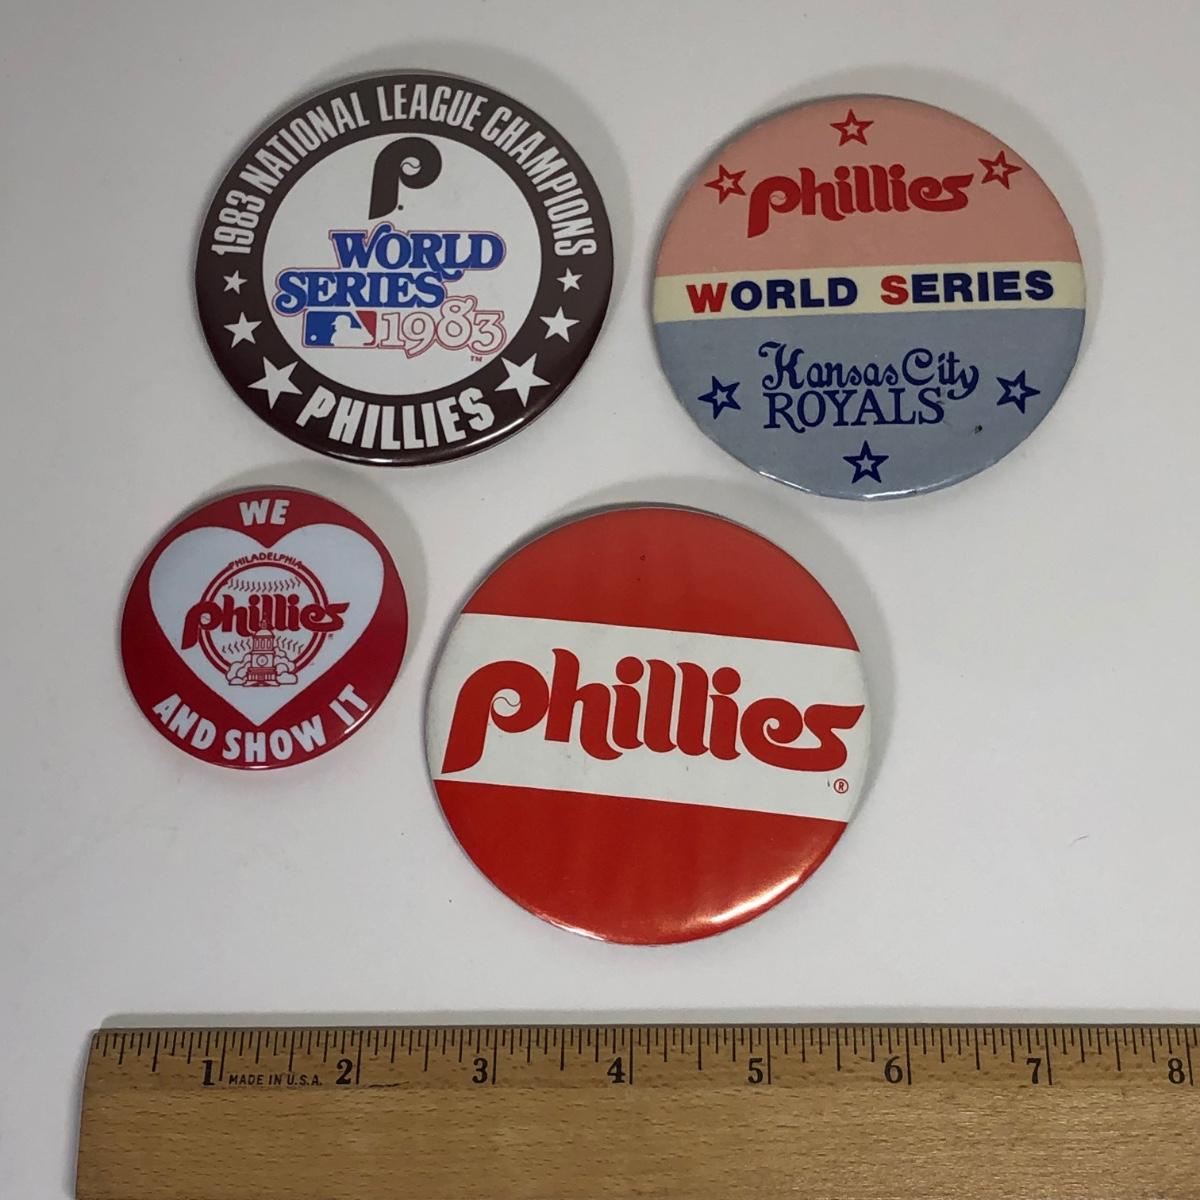 1983 NATIONAL LEAGUE CHAMPIONS
P
WORLD
SERIES
1983
TM
PHILLIES
Phillies
WORLD SERIES
Kansas City
ROYALS
WE
PHILADELPHIA
Phillies
AND SHOW IT
Phillies
®
1 MADE IN U.S.A. 2 3 4 5 6 7 8